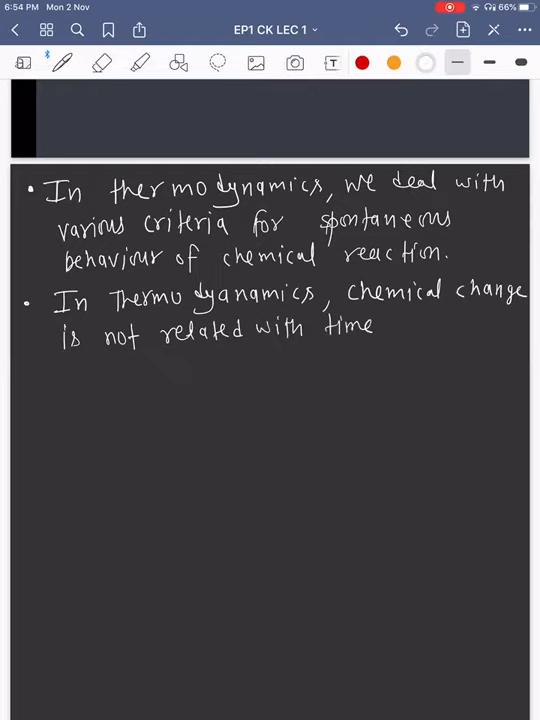 6:54 PM Mon 2 Nov 66%
EP1 CK LEC 1
T
• In thermodynamics, we deal with
various criteria for spontaneous
behaviour of chemical reaction.
• In Thermodyanamics, chemical change
is not related with time